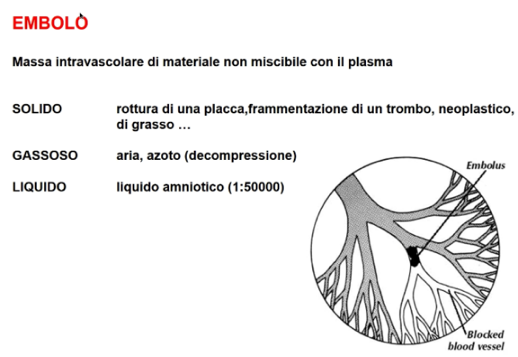 EMBOLO
Massa intravascolare di materiale non miscibile con il plasma
SOLIDO rottura di una placca,frammentazione di un trombo, neoplastico,
di grasso ...
GASSOSO aria, azoto (decompressione)
LIQUIDO liquido amniotico (1:50000)
Embolus
Blocked
blood vessel